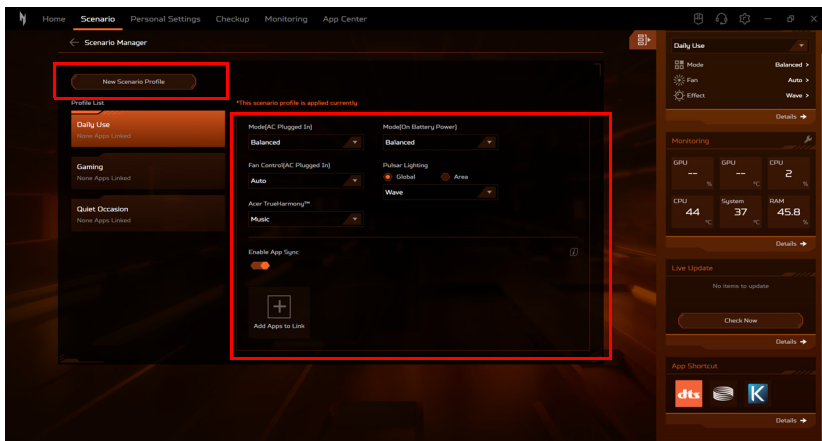 Home Scenario Personal Settings Checkup Monitoring App Center
Scenario Manager
New Scenario Profile
Profile List
Daily Use
None Apps Linked
Gaming
None Apps Linked
Quiet Occasion
None Apps Linked
*This scenario profile is applied currently
Mode(AC Plugged In)
Balanced
Mode(On Battery Power)
Balanced
Fan Control(AC Plugged In)
Auto
Pulsar Lighting
Global Area
Wave
Acer TrueHarmony™
Music
Enable App Sync
Add Apps to Link
Daily Use
Mode Balanced >
Fan Auto >
Effect Wave >
Details →
Monitoring
GPU GPU CPU
-- % -- °C 2 %
CPU System RAM
44 °C 37 °C 45.8 %
Details →
Live Update
No items to update
Check Now
Details →
App Shortcut
dts K
Details →